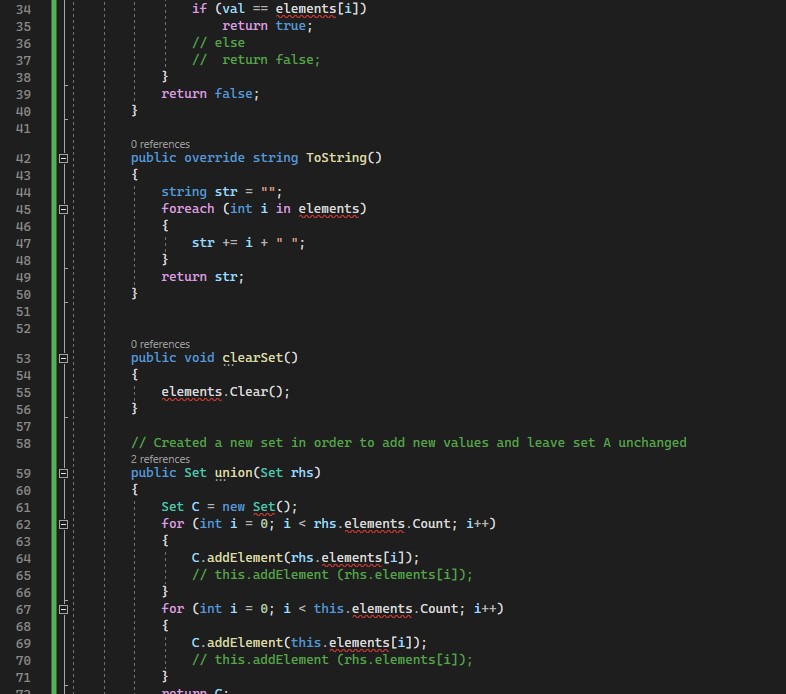 34 if (val == elements[i])
35 return true;
36 // else
37 //  return false;
38 }
39 return false;
40 }
41
0 references
42 public override string ToString()
43 {
44 string str = "";
45 foreach (int i in elements)
46 {
47 str += i + " ";
48 }
49 return str;
50 }
51
52
0 references
53 public void clearSet()
54 {
55 elements.Clear();
56 }
57
58 // Created a new set in order to add new values and leave set A unchanged
2 references
59 public Set union(Set rhs)
60 {
61 Set C = new Set();
62 for (int i = 0; i < rhs.elements.Count; i++)
63 {
64 C.addElement(rhs.elements[i]);
65 // this.addElement (rhs.elements[i]);
66 }
67 for (int i = 0; i < this.elements.Count; i++)
68 {
69 C.addElement(this.elements[i]);
70 // this.addElement (rhs.elements[i]);
71 }
72 return C;